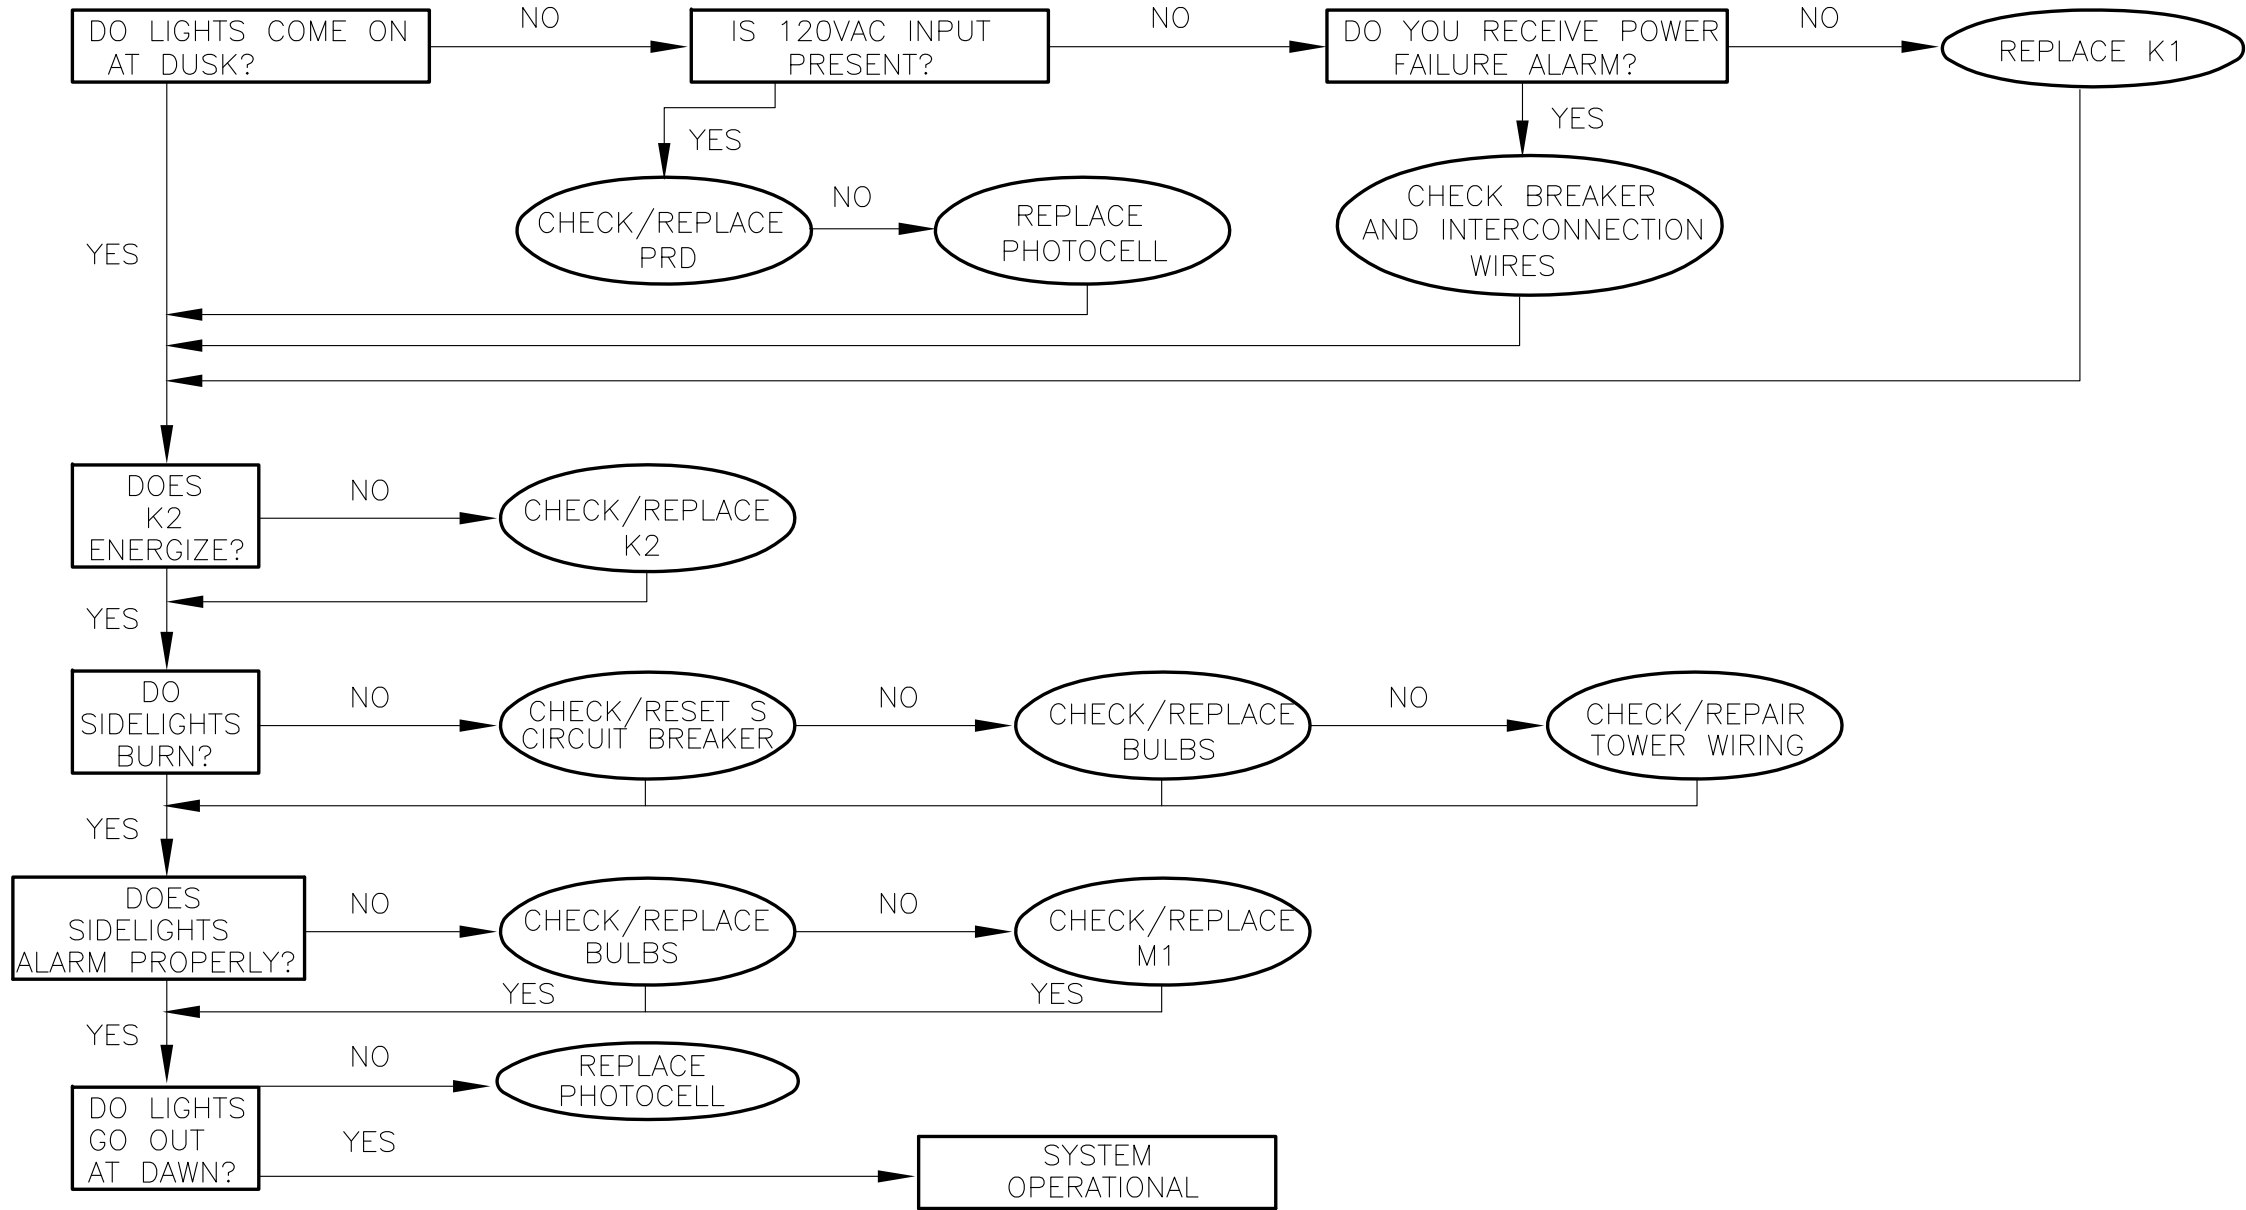 DO LIGHTS COME ON
AT DUSK?
NO
IS 120VAC INPUT
PRESENT?
NO
DO YOU RECEIVE POWER
FAILURE ALARM?
NO
REPLACE K1
YES
YES
YES
CHECK/REPLACE
PRD
NO
REPLACE
PHOTOCELL
CHECK BREAKER
AND INTERCONNECTION
WIRES
DOES
K2
ENERGIZE?
NO
CHECK/REPLACE
K2
YES
DO
SIDELIGHTS
BURN?
NO
CHECK/RESET S
CIRCUIT BREAKER
NO
CHECK/REPLACE
BULBS
NO
CHECK/REPAIR
TOWER WIRING
YES
DOES
SIDELIGHTS
ALARM PROPERLY?
NO
CHECK/REPLACE
BULBS
NO
CHECK/REPLACE
M1
YES
YES
YES
DO LIGHTS
GO OUT
AT DAWN?
NO
REPLACE
PHOTOCELL
YES
SYSTEM
OPERATIONAL